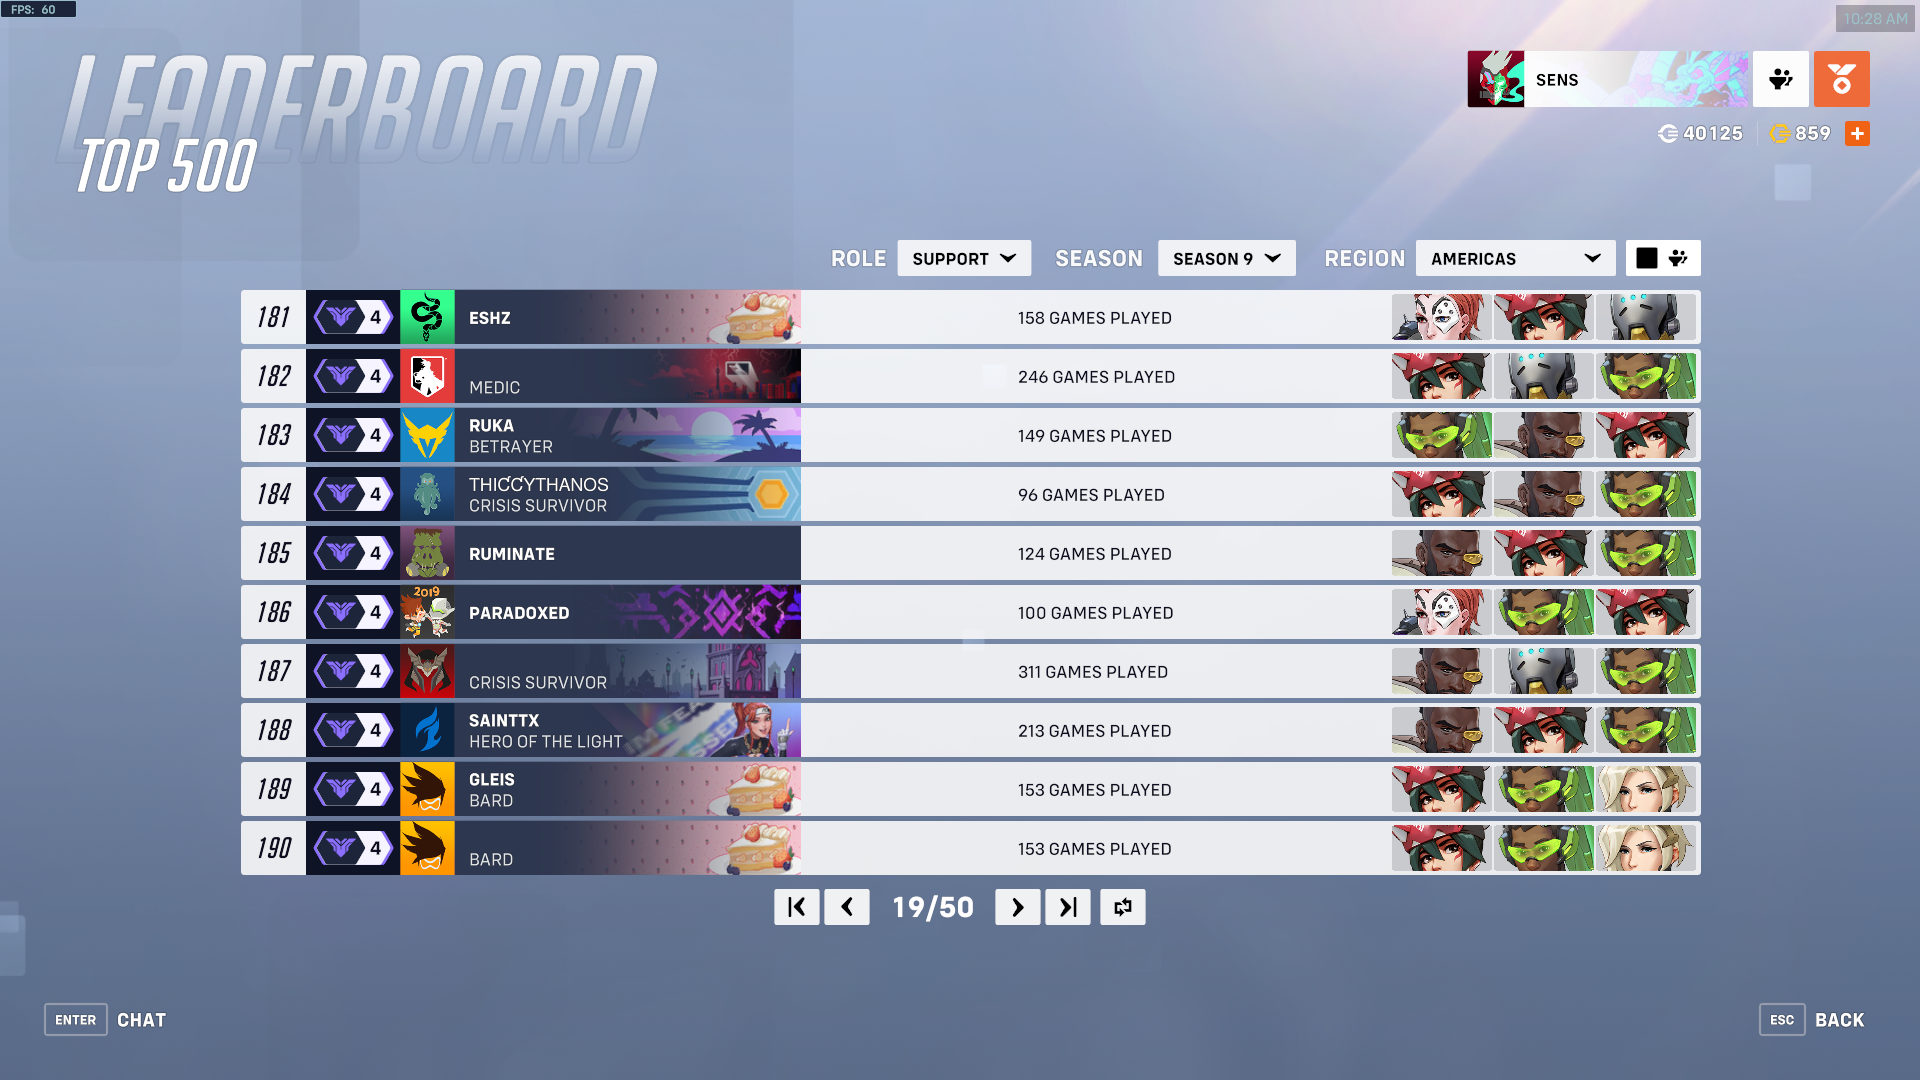 FPS: 60
10:28 AM
LEADERBOARD
TOP 500
SENS
40125
859
ROLE SUPPORT SEASON SEASON 9 REGION AMERICAS
181 4 ESHZ 158 GAMES PLAYED
182 4 MEDIC 246 GAMES PLAYED
183 4 RUKA BETRAYER 149 GAMES PLAYED
184 4 THICCYTHANOS CRISIS SURVIVOR 96 GAMES PLAYED
185 4 RUMINATE 124 GAMES PLAYED
186 4 2019 PARADOXED 100 GAMES PLAYED
187 4 CRISIS SURVIVOR 311 GAMES PLAYED
188 4 SAINTTX HERO OF THE LIGHT 213 GAMES PLAYED
189 4 GLEIS BARD 153 GAMES PLAYED
190 4 BARD 153 GAMES PLAYED
19/50
ENTER CHAT
ESC BACK